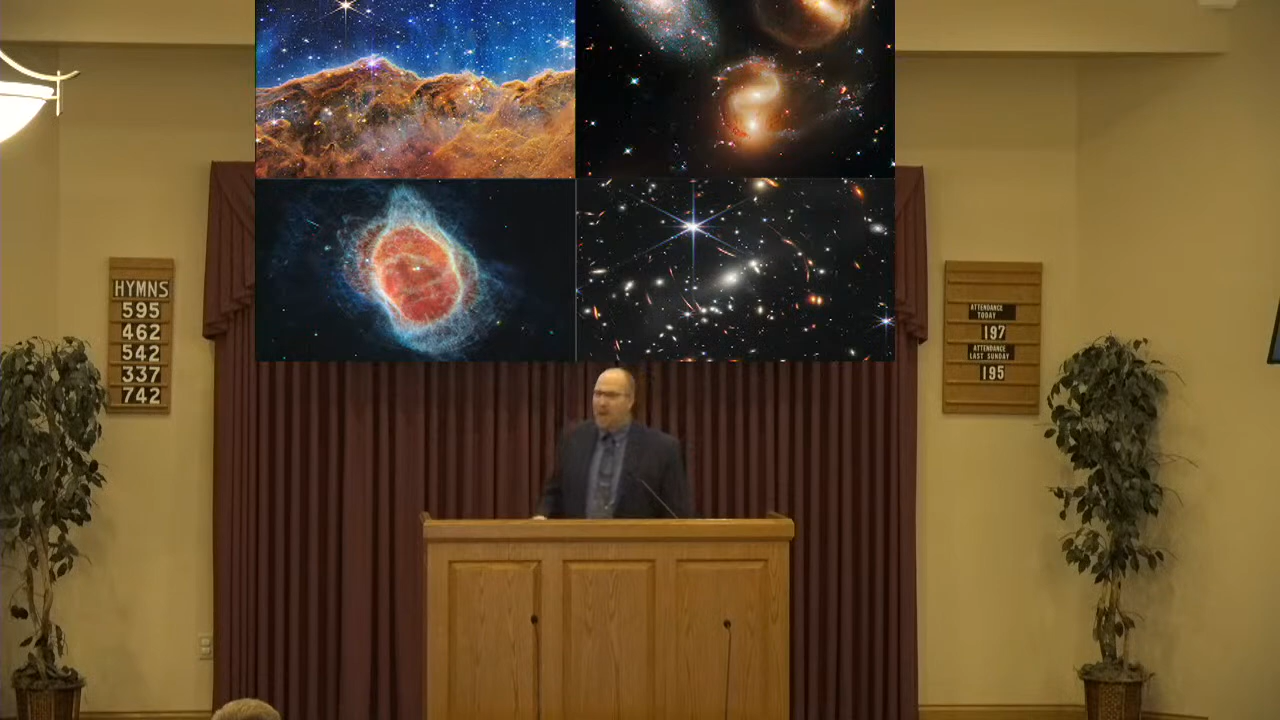 HYMNS
595
462
542
337
742
ATTENDANCE
TODAY
197
ATTENDANCE
LAST SUNDAY
195